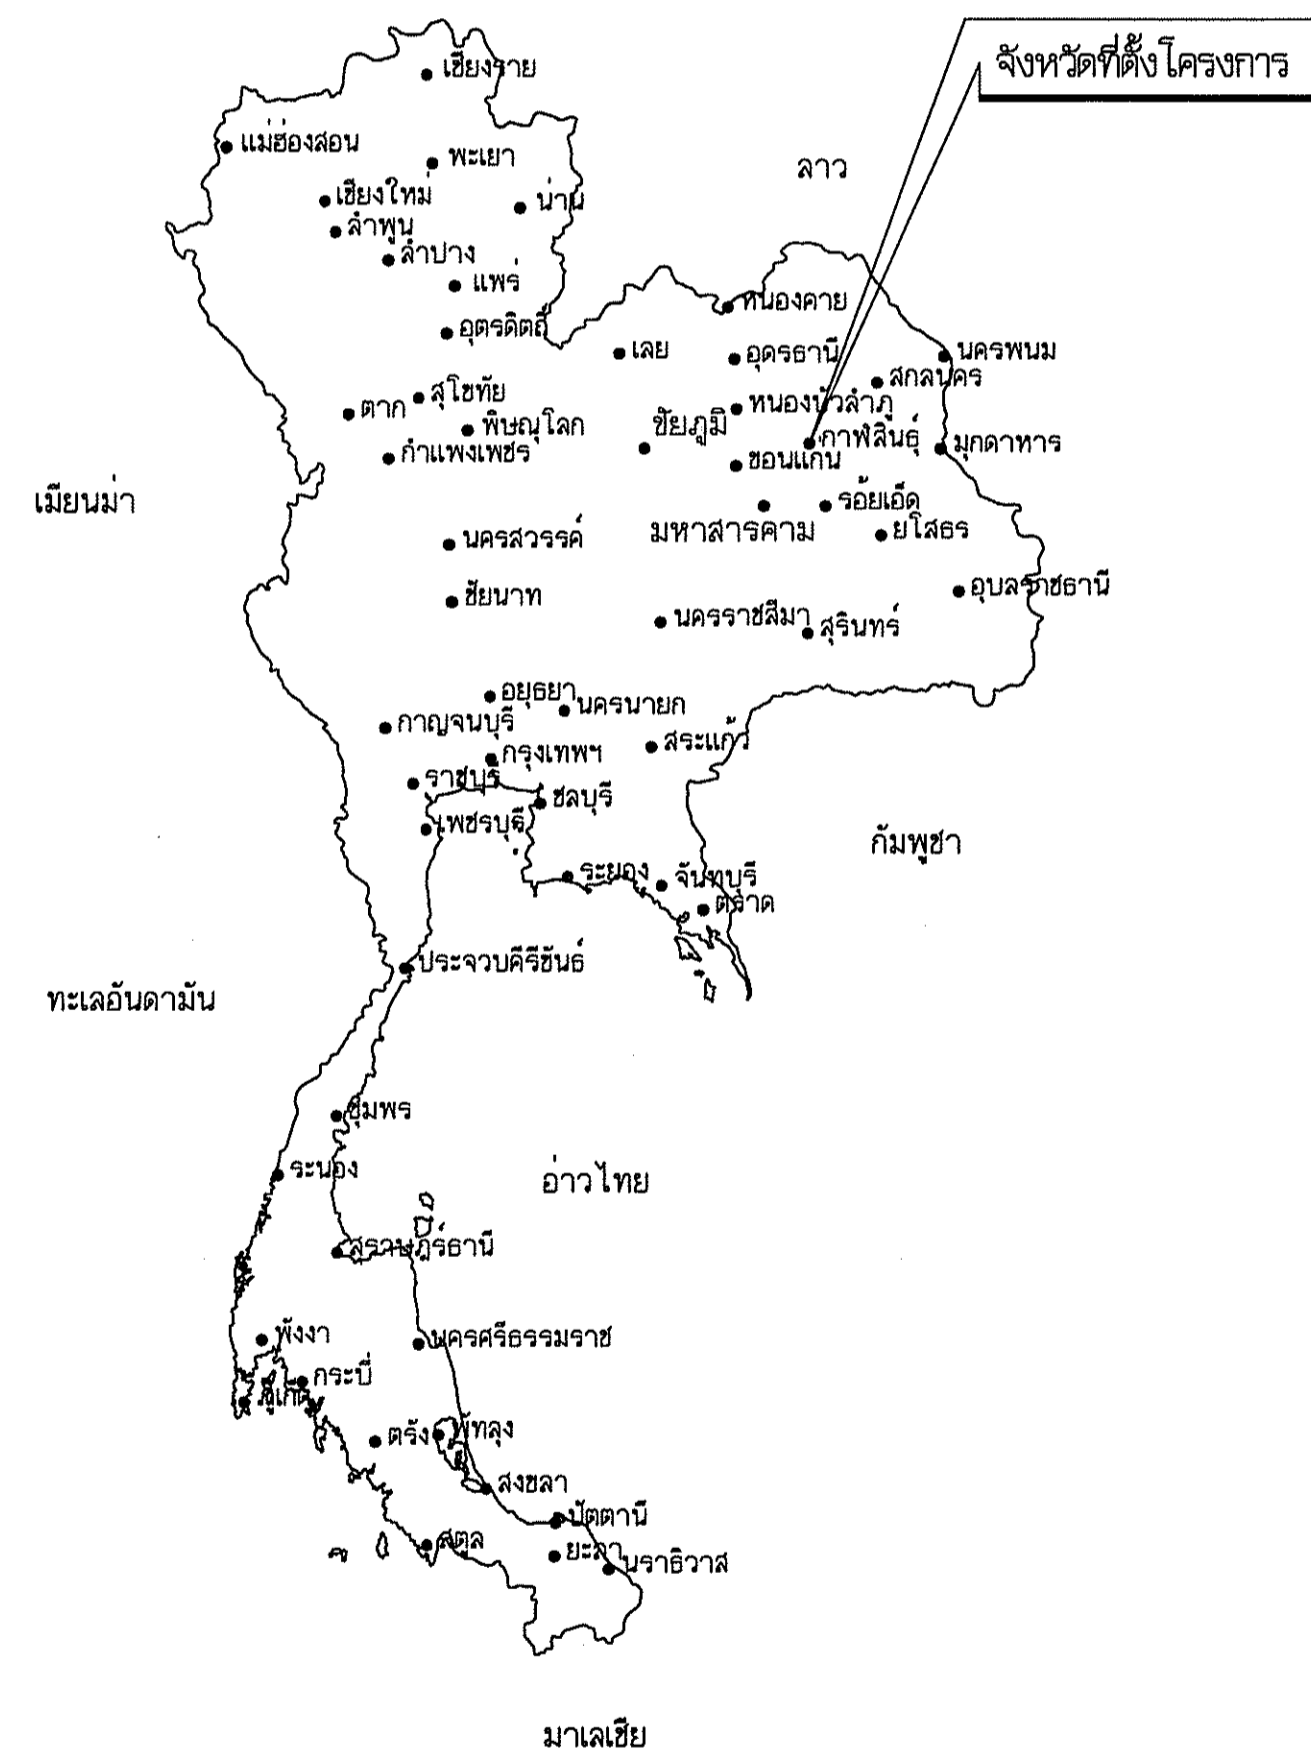 จังหวัดที่ตั้งโครงการ
เชียงราย
แม่ฮ่องสอน
พะเยา
ลาว
เชียงใหม่
น่าน
ลำพูน
ลำปาง
แพร่
หนองคาย
อุตรดิตถ์
เลย
อุดรธานี
นครพนม
สกลนคร
สุโขทัย
ตาก
หนองบัวลำภู
พิษณุโลก
ชัยภูมิ
กาฬสินธุ์
มุกดาหาร
กำแพงเพชร
ขอนแก่น
เมียนม่า
ร้อยเอ็ด
มหาสารคาม
ยโสธร
นครสวรรค์
อุบลราชธานี
ชัยนาท
นครราชสีมา
สุรินทร์
อยุธยา
นครนายก
กาญจนบุรี
สระแก้ว
กรุงเทพฯ
ราชบุรี
ชลบุรี
เพชรบุรี
กัมพูชา
ระยอง
จันทบุรี
ตราด
ประจวบคีรีขันธ์
ทะเลอันดามัน
ชุมพร
ระนอง
อ่าวไทย
สุราษฎร์ธานี
พังงา
นครศรีธรรมราช
กระบี่
ภูเก็ต
ตรัง
พัทลุง
สงขลา
ปัตตานี
สตูล
ยะลา
นราธิวาส
มาเลเซีย